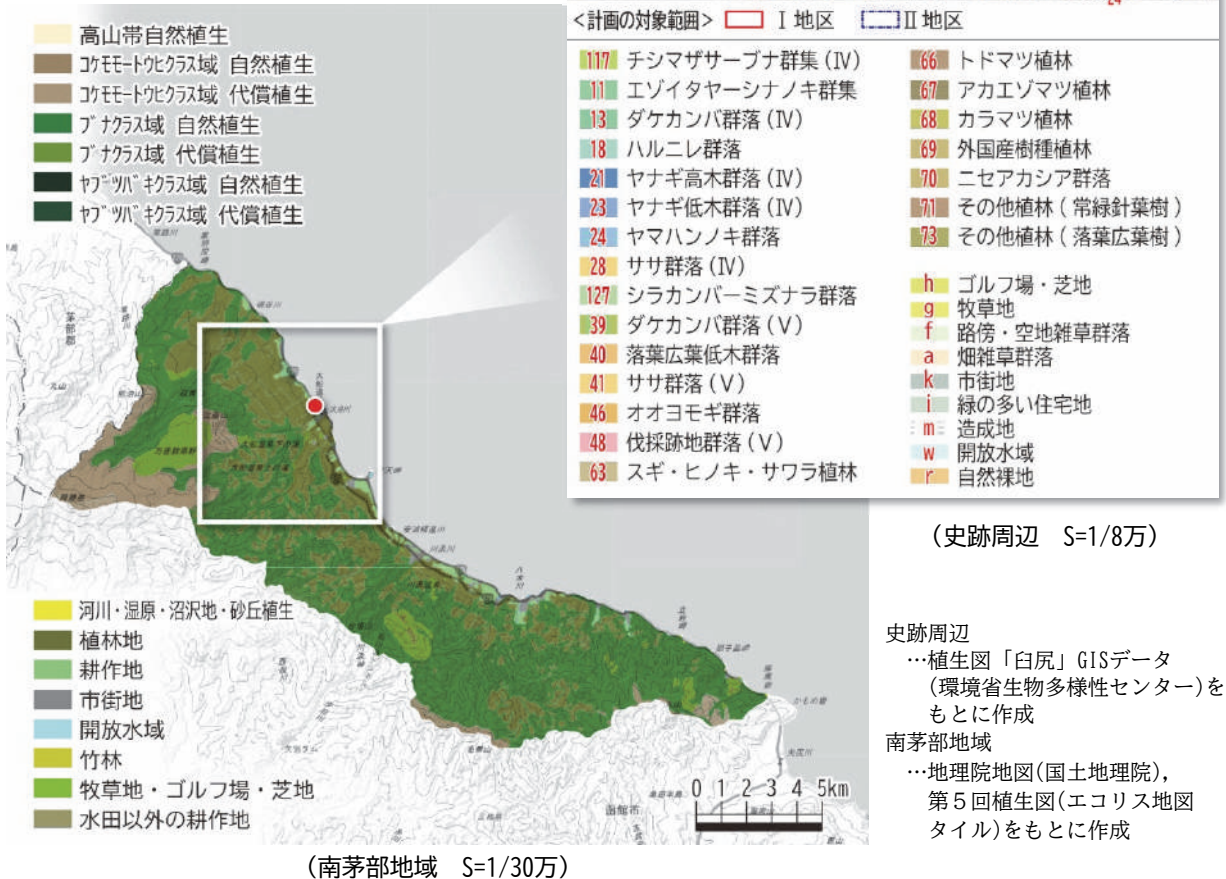 高山帯自然植生
コケモモートウヒクラス域 自然植生
コケモモートウヒクラス域 代償植生
ブナクラス域 自然植生
ブナクラス域 代償植生
ヤブツバキクラス域 自然植生
ヤブツバキクラス域 代償植生
24
<計画の対象範囲> Ⅰ地区 Ⅱ地区
117 チシマザサーブナ群集(Ⅳ)
11 エゾイタヤーシナノキ群集
13 ダケカンバ群落(Ⅳ)
18 ハルニレ群落
21 ヤナギ高木群落(Ⅳ)
23 ヤナギ低木群落(Ⅳ)
24 ヤマハンノキ群落
28 ササ群落(Ⅳ)
127 シラカンバーミズナラ群落
39 ダケカンバ群落(Ⅴ)
40 落葉広葉低木群落
41 ササ群落(Ⅴ)
46 オオヨモギ群落
48 伐採跡地群落(Ⅴ)
63 スギ・ヒノキ・サワラ植林
66 トドマツ植林
67 アカエゾマツ植林
68 カラマツ植林
69 外国産樹種植林
70 ニセアカシア群落
71 その他植林(常緑針葉樹)
73 その他植林(落葉広葉樹)
h ゴルフ場・芝地
g 牧草地
f 路傍・空地雑草群落
a 畑雑草群落
k 市街地
i 緑の多い住宅地
m 造成地
w 開放水域
r 自然裸地
(史跡周辺 S=1/8万)
河川・湿原・沼沢地・砂丘植生
植林地
耕作地
市街地
開放水域
竹林
牧草地・ゴルフ場・芝地
水田以外の耕作地
函館市
0 1 2 3 4 5km
(南茅部地域 S=1/30万)
史跡周辺
…植生図「臼尻」GISデータ
(環境省生物多様性センター)を
もとに作成
南茅部地域
…地理院地図(国土地理院),
第5回植生図(エコリス地図
タイル)をもとに作成